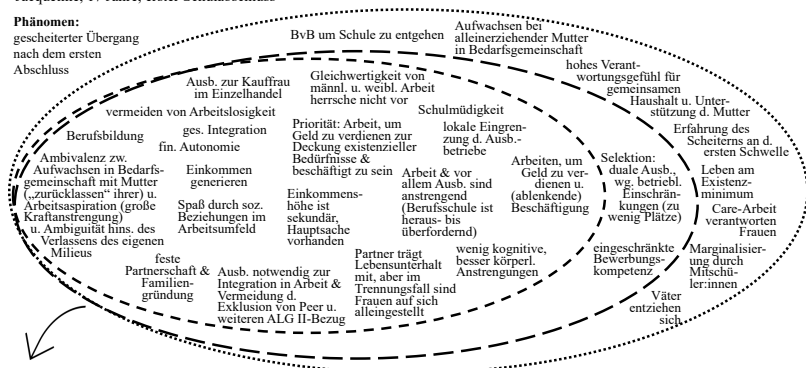 Phänomen:
gescheiterter Übergang
nach dem ersten
Abschluss
BvB um Schule zu entgehen
Aufwachsen bei
alleinerziehender Mutter
in Bedarfsgemeinschaft
hohes Verant-
wortungsgefühl für
gemeinsamen
Haushalt u. Unter-
stützung d. Mutter
Ausb. zur Kauffrau
im Einzelhandel
Gleichwertigkeit von
männl. u. weibl. Arbeit
herrsche nicht vor
Schulmüdigkeit
vermeiden von Arbeitslosigkeit
Berufsbildung
ges. Integration
fin. Autonomie
Priorität: Arbeit, um
Geld zu verdienen zur
Deckung existenzieller
Bedürfnisse &
beschäftigt zu sein
lokale Eingren-
zung d. Ausb.-
betriebe
Erfahrung des
Scheiterns an d.
ersten Schwelle
Ambivalenz zw.
Aufwachsen in Bedarfs-
gemeinschaft mit Mutter
(„zurücklassen“ ihrer) u.
Arbeitsaspiration (große
Kraftanstrengung)
u. Ambiguität hins. des
Verlassens des eigenen
Milieus
Einkommen
generieren
Spaß durch soz.
Beziehungen im
Arbeitsumfeld
Einkommens-
höhe ist
sekundär,
Hauptsache
vorhanden
Arbeit & vor
allem Ausb. sind
anstrengend
(Berufsschule ist
heraus- bis
überfordernd)
Arbeiten, um
Geld zu ver-
dienen u.
(ablenkende)
Beschäftigung
Selektion:
duale Ausb.,
wg. betriebl.
Einschrän-
kungen (zu
wenig Plätze)
Leben am
Existenz-
minimum
Care-Arbeit
verantworten
Frauen
feste
Partnerschaft &
Familien-
gründung
Ausb. notwendig zur
Integration in Arbeit &
Vermeidung d.
Exklusion von Peer u.
weiteren ALG II-Bezug
Partner trägt
Lebensunterhalt
mit, aber im
Trennungsfall sind
Frauen auf sich
alleingestellt
wenig kognitive,
besser körperl.
Anstrengungen
eingeschränkte
Bewerbungs-
kompetenz
Marginalisier-
ung durch
Mitschü-
ler:innen
Väter
entziehen
sich